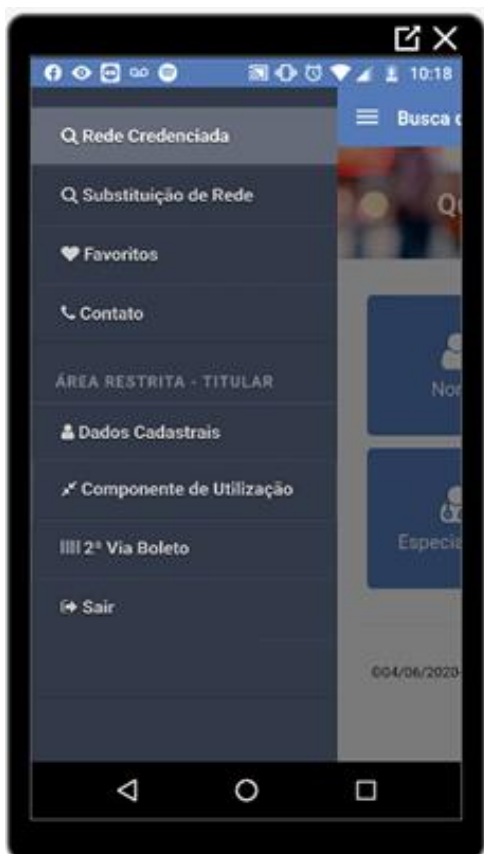 10:18
Busca
Rede Credenciada
Substituição de Rede
Favoritos
Contato
ÁREA RESTRITA - TITULAR
Dados Cadastrais
Componente de Utilização
2ª Via Boleto
Sair
Especia
©04/06/2020